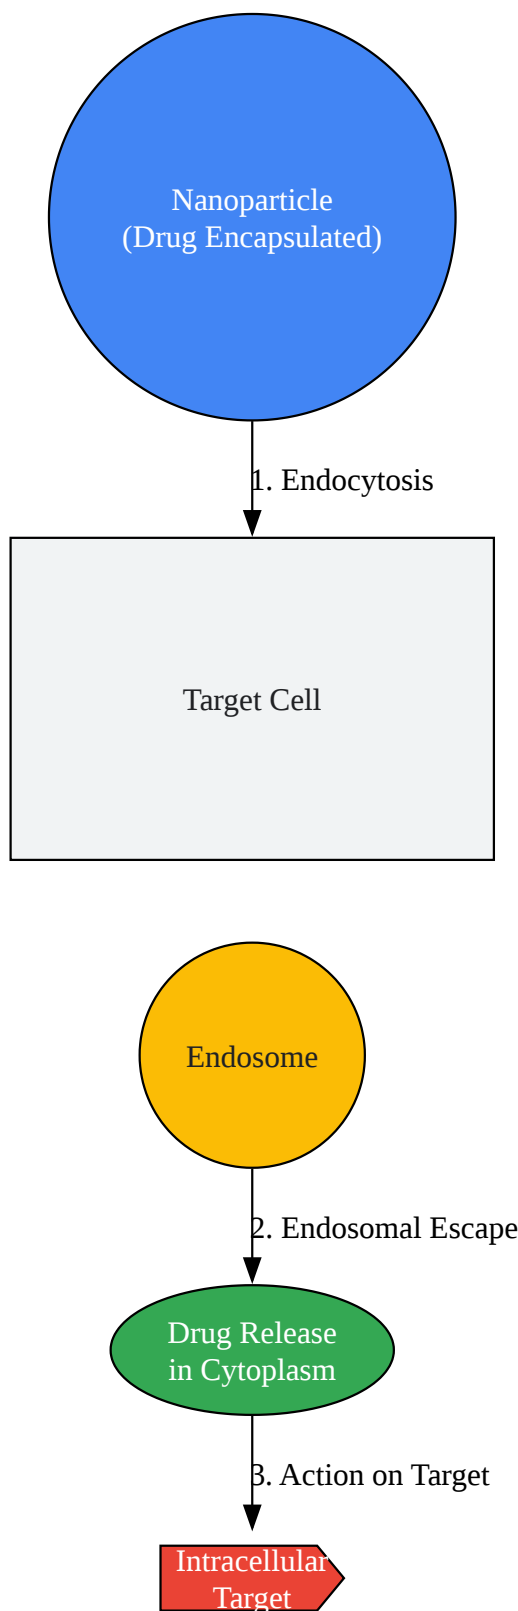 Nanoparticle
(Drug Encapsulated)
1. Endocytosis
Target Cell
Endosome
2. Endosomal Escape
Drug Release
in Cytoplasm
3. Action on Target
Intracellular
Target